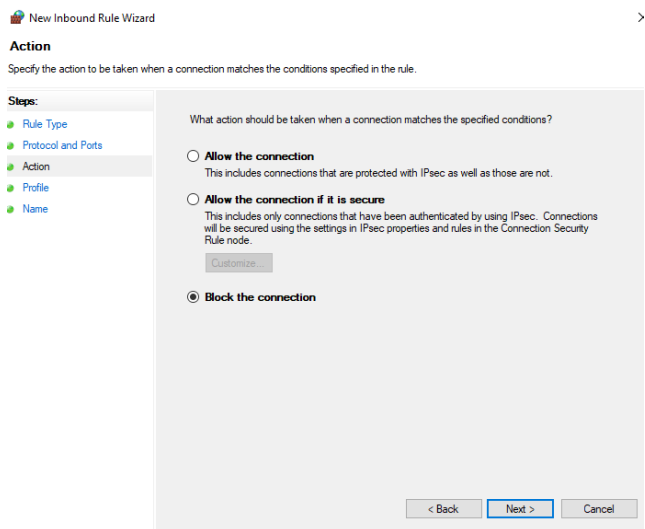 New Inbound Rule Wizard
Action
Specify the action to be taken when a connection matches the conditions specified in the rule.
Steps:
Rule Type
Protocol and Ports
Action
Profile
Name
What action should be taken when a connection matches the specified conditions?
Allow the connection
This includes connections that are protected with IPsec as well as those are not.
Allow the connection if it is secure
This includes only connections that have been authenticated by using IPsec. Connections
will be secured using the settings in IPsec properties and rules in the Connection Security
Rule node.
Customize...
Block the connection
< Back
Next >
Cancel